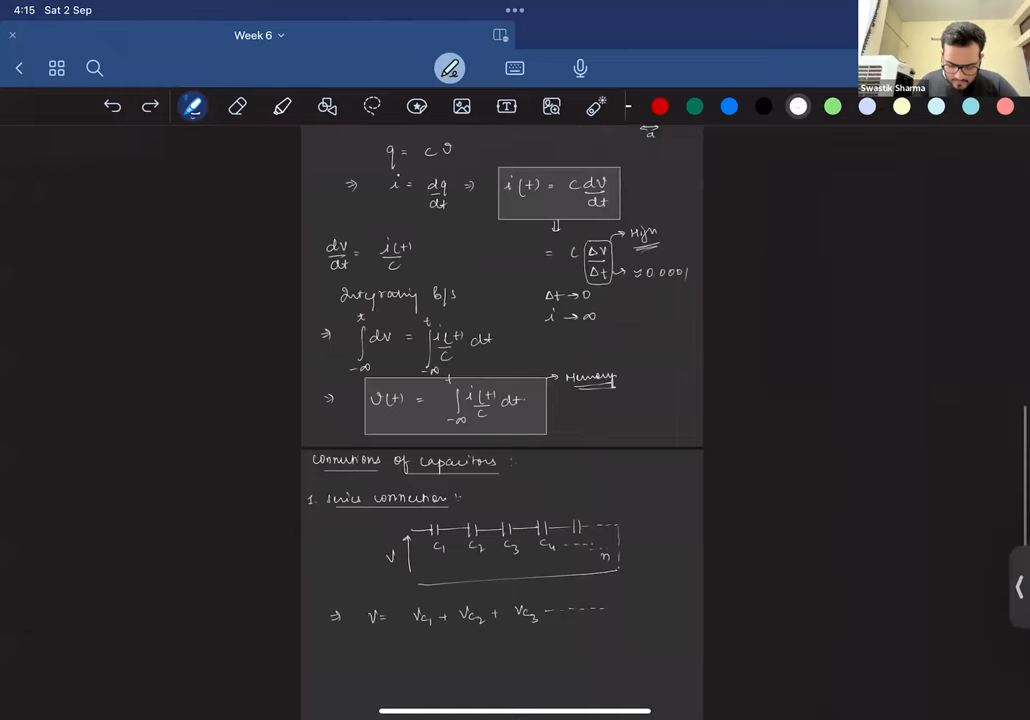 4:15 Sat 2 Sep
Week 6
Swastik Sharma
d
q = cv
⇒ i = dq/dt ⇒ i(t) = C dv/dt
⇓
dv/dt = i(t)/C
= C Δv/Δt → High
→ ≈0.0001
Integrating b/s
Δt → 0
i → ∞
⇒ ∫_{-∞}^{t} dv = ∫_{-∞}^{t} i(t)/C dt
⇒ v(t) = ∫_{-∞}^{t} i(t)/C dt → Memory
Connections of capacitors :
1. Series connection :
V C1 C2 C3 C4 ---- n
⇒ V = VC1 + VC2 + VC3 -------